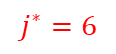 j* = 6